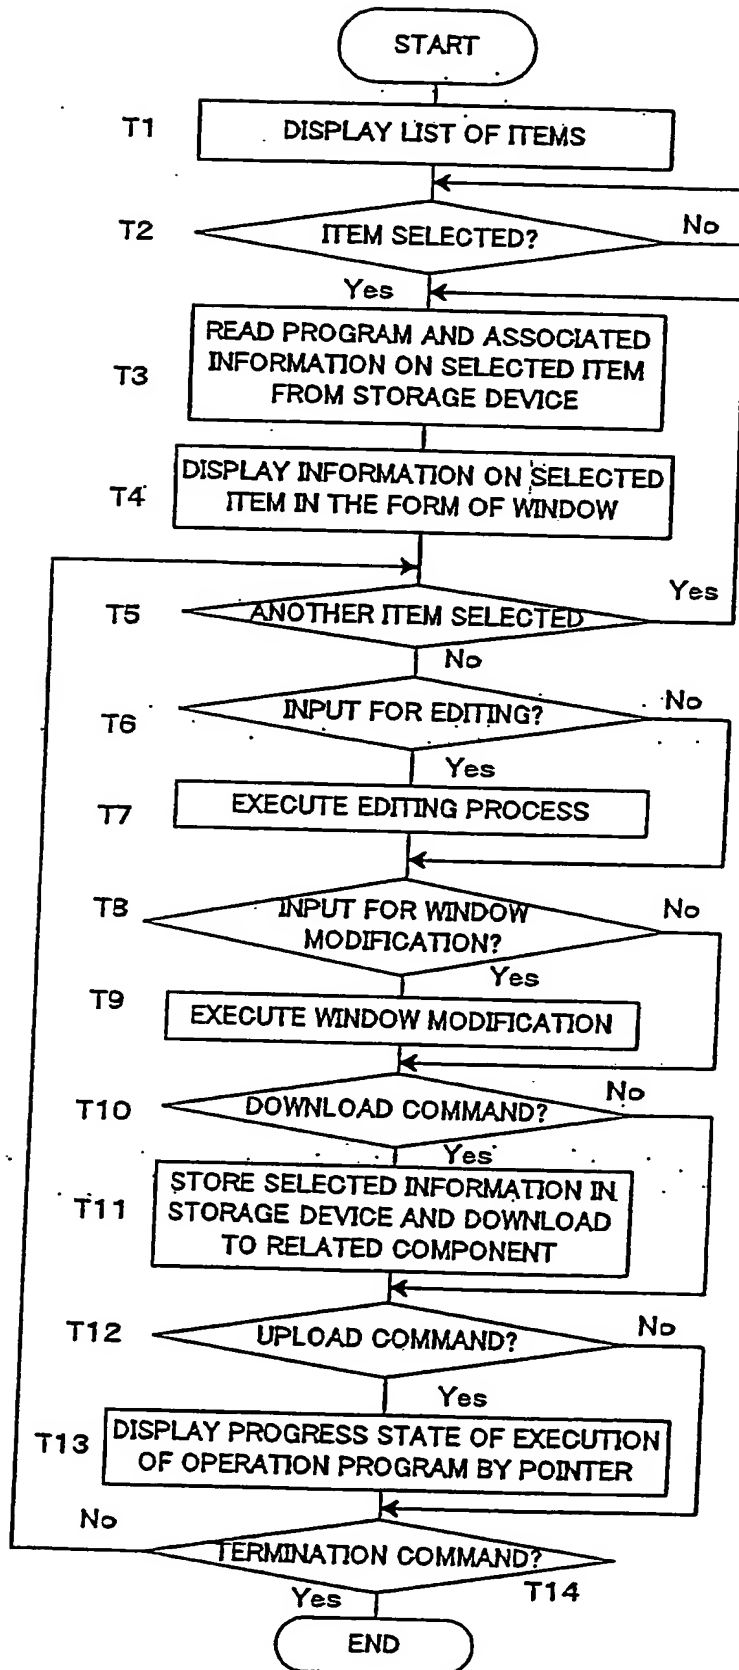 START
T1
DISPLAY LIST OF ITEMS
T2
ITEM SELECTED?
No
Yes
T3
READ PROGRAM AND ASSOCIATED
INFORMATION ON SELECTED ITEM
FROM STORAGE DEVICE
T4
DISPLAY INFORMATION ON SELECTED
ITEM IN THE FORM OF WINDOW
T5
ANOTHER ITEM SELECTED
Yes
No
T6
INPUT FOR EDITING?
No
Yes
T7
EXECUTE EDITING PROCESS
T8
INPUT FOR WINDOW
MODIFICATION?
No
Yes
T9
EXECUTE WINDOW MODIFICATION
T10
DOWNLOAD COMMAND?
No
Yes
T11
STORE SELECTED INFORMATION IN
STORAGE DEVICE AND DOWNLOAD
TO RELATED COMPONENT
T12
UPLOAD COMMAND?
No
Yes
T13
DISPLAY PROGRESS STATE OF EXECUTION
OF OPERATION PROGRAM BY POINTER
No
TERMINATION COMMAND?
T14
Yes
END